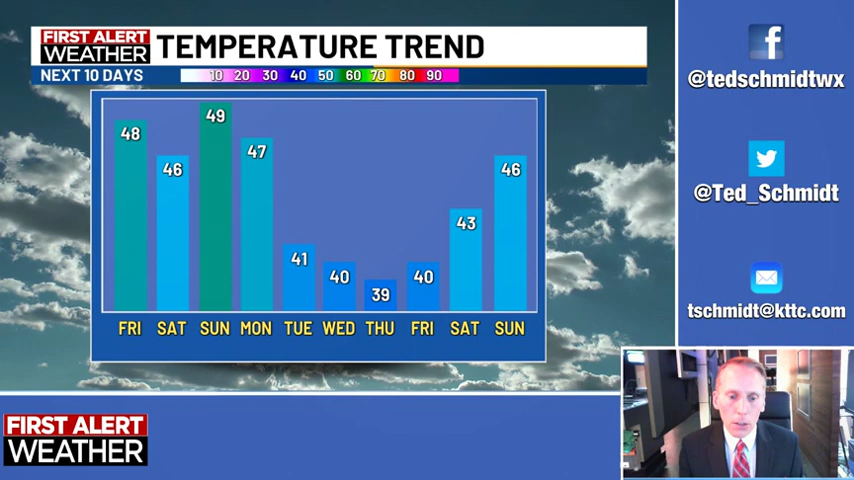 FIRST ALERT
WEATHER
TEMPERATURE TREND
NEXT 10 DAYS
10 20 30 40 50 60 70 80 90
48 46 49 47 41 40 39 40 43 46
FRI SAT SUN MON TUE WED THU FRI SAT SUN
@tedschmidtwx
@Ted_Schmidt
tschmidt@kttc.com
FIRST ALERT
WEATHER